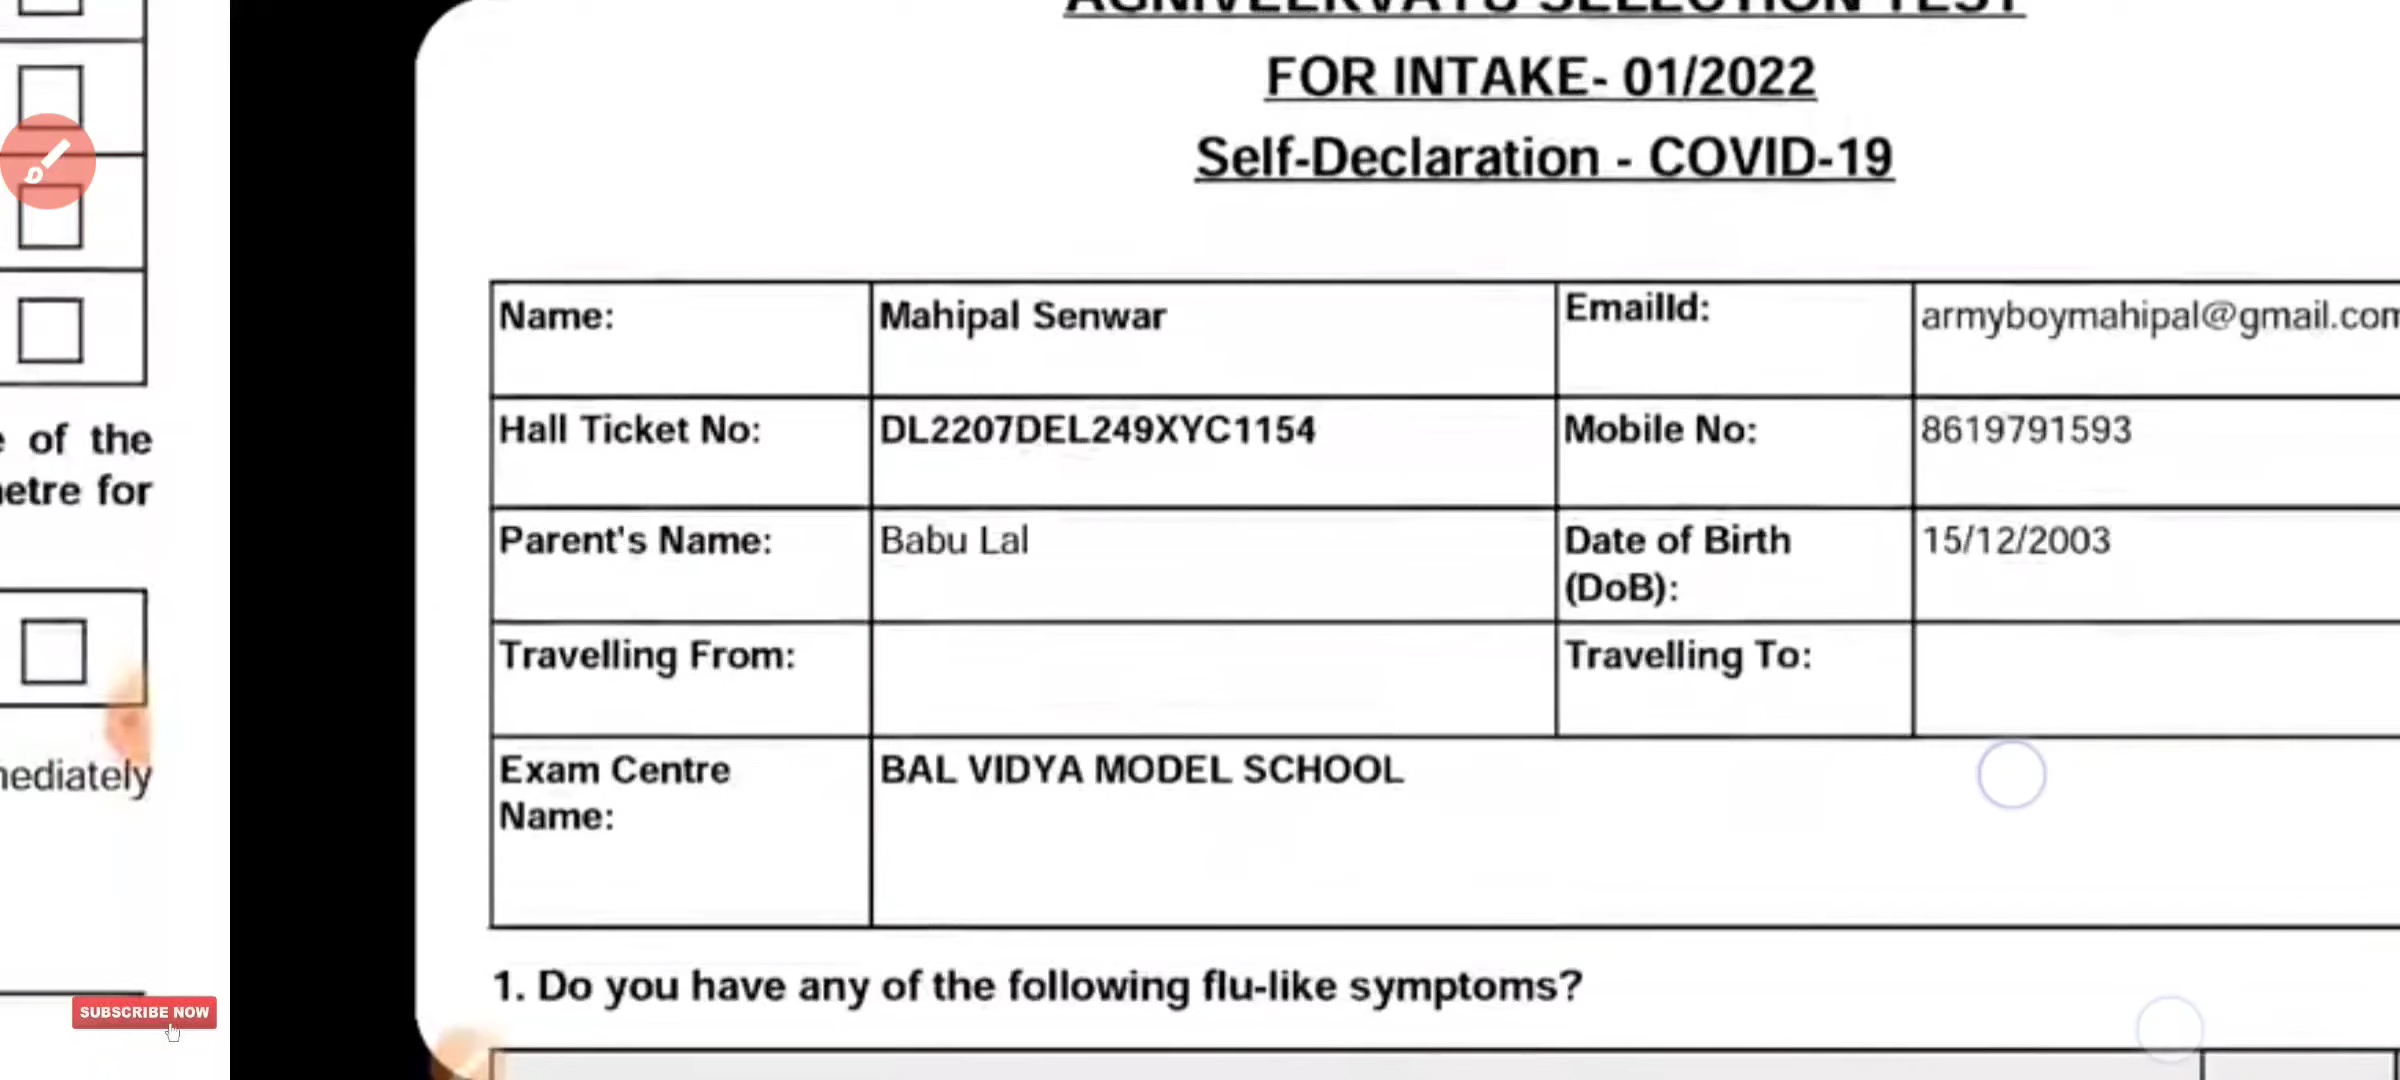 of the
for
AGNIVEERVAYU SELECTION TEST
FOR INTAKE- 01/2022
Self-Declaration - COVID-19
Name: Mahipal Senwar EmailId: armyboymahipal@gmail.com
Hall Ticket No: DL2207DEL249XYC1154 Mobile No: 8619791593
Parent's Name: Babu Lal Date of Birth
(DoB): 15/12/2003
Travelling From: Travelling To:
Exam Centre
Name: BAL VIDYA MODEL SCHOOL
1. Do you have any of the following flu-like symptoms?
SUBSCRIBE NOW